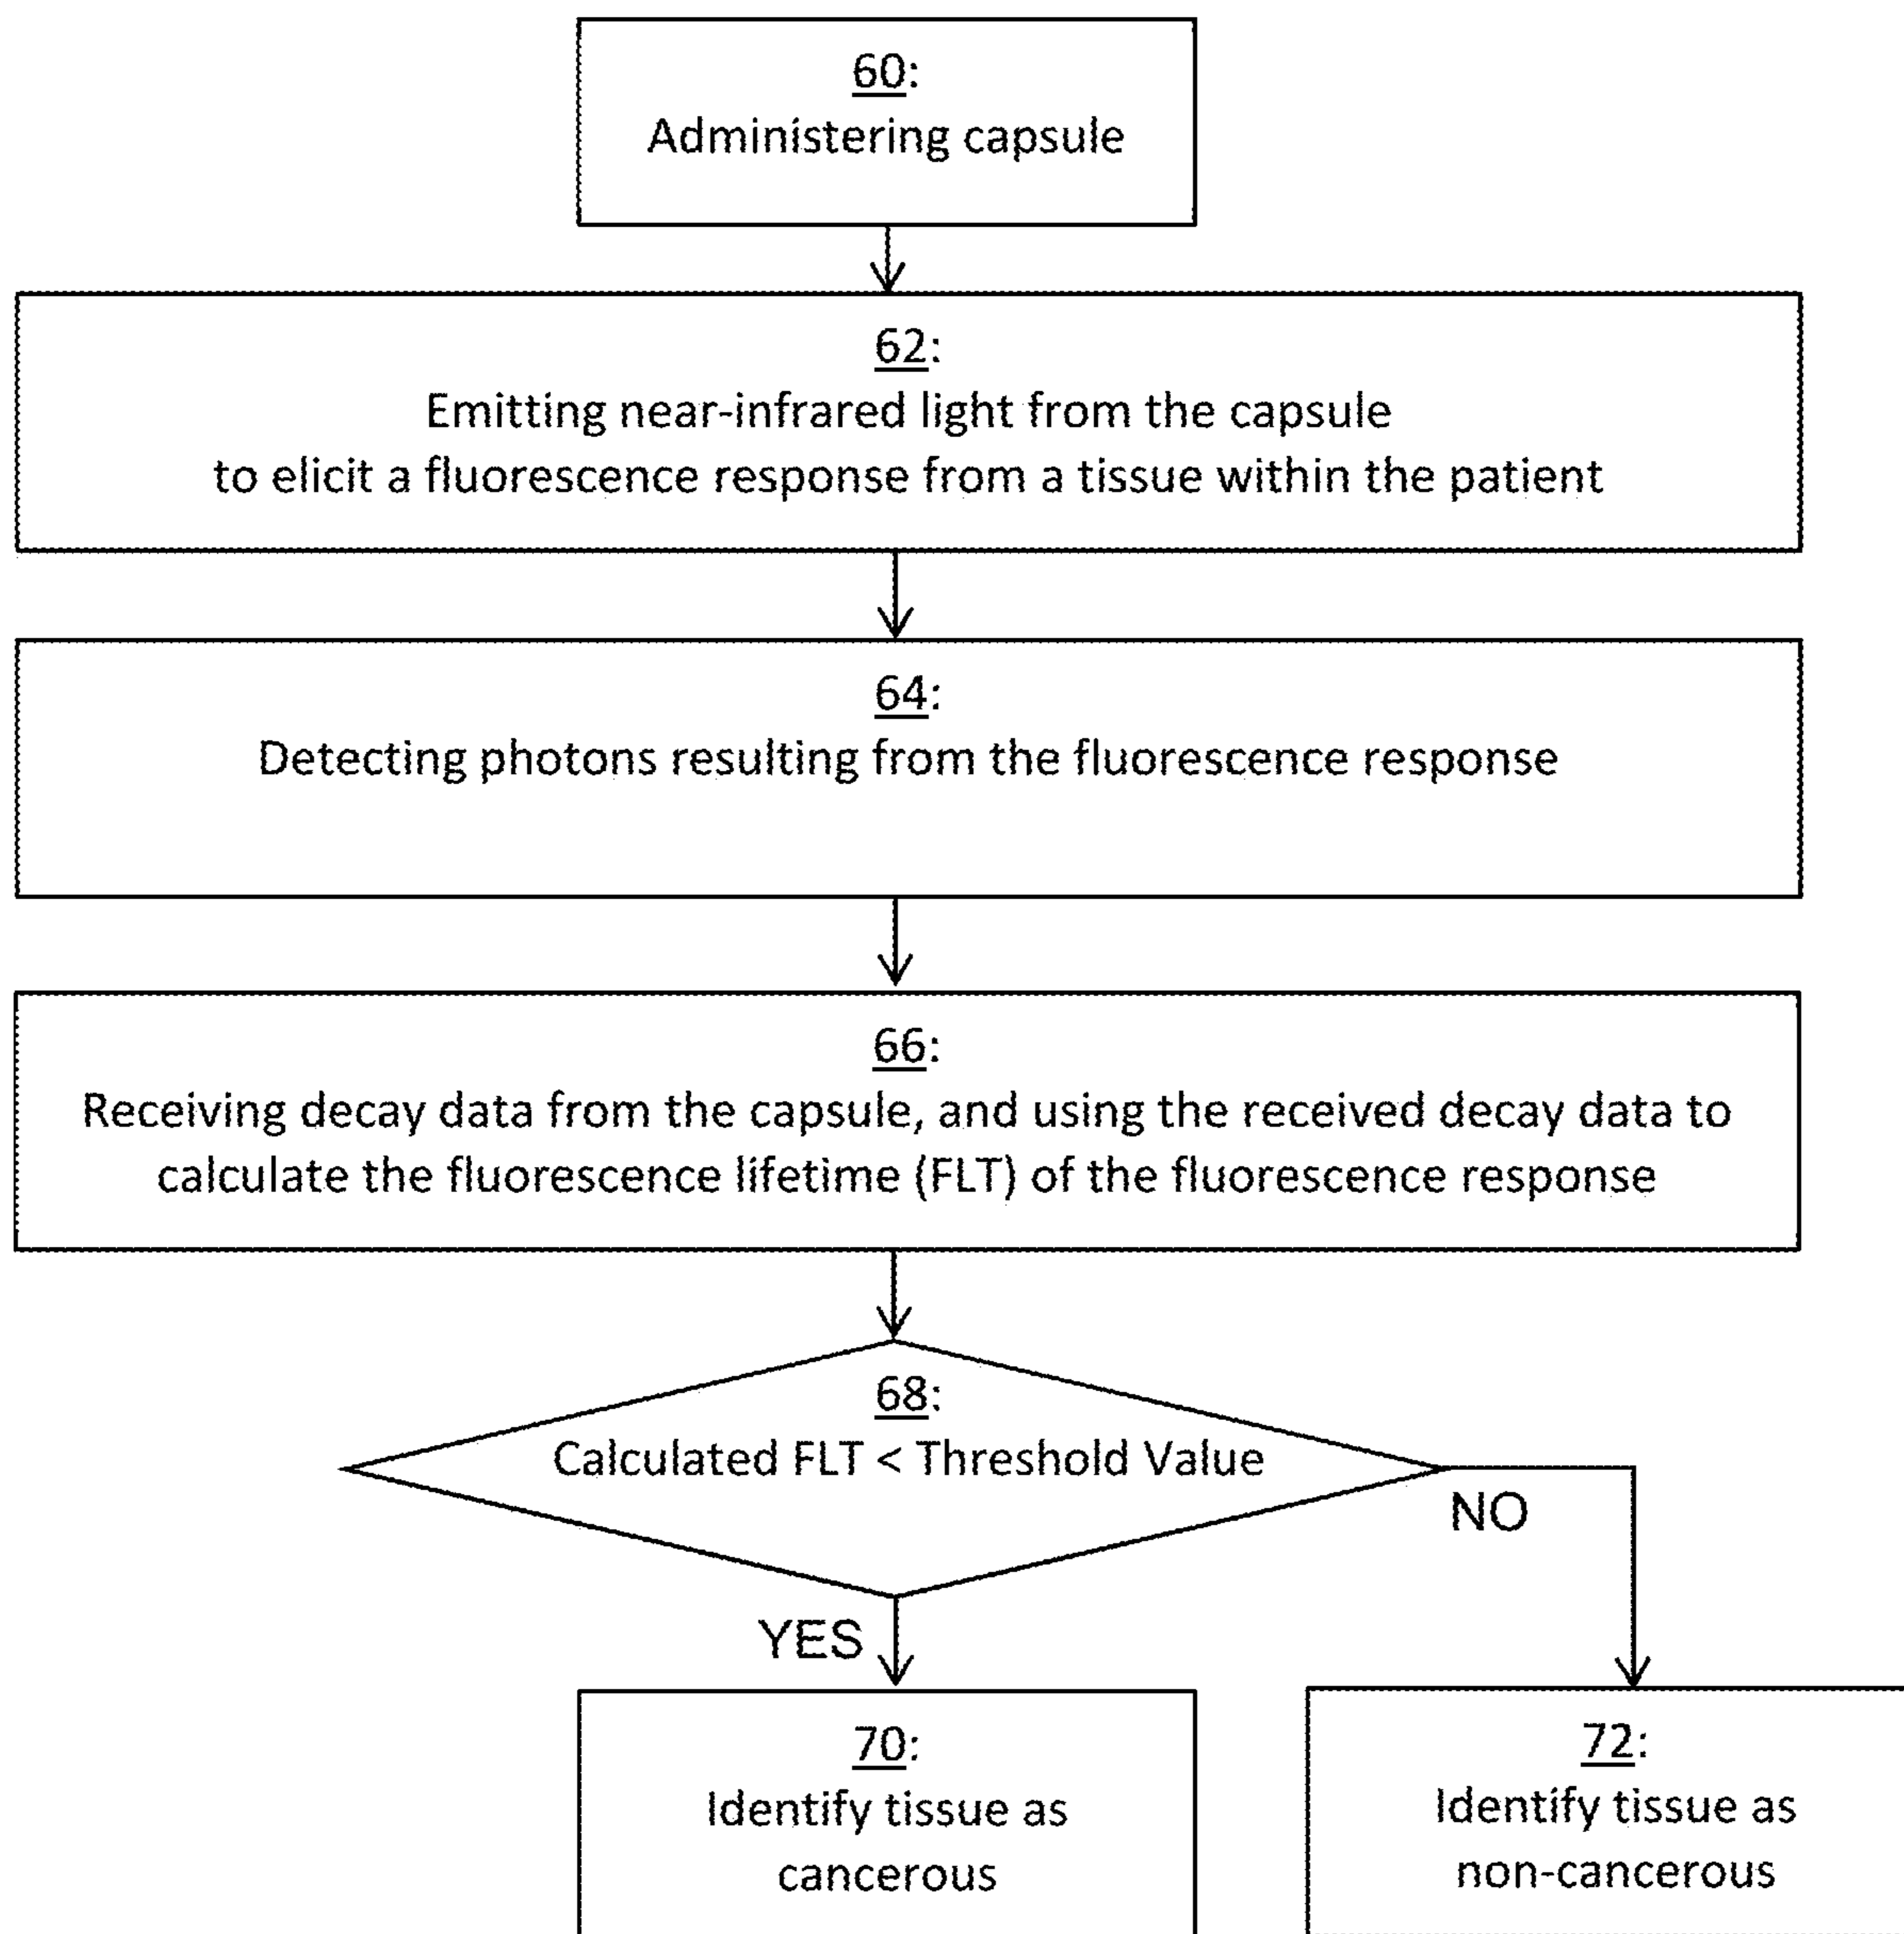 60:
Administering capsule
62:
Emitting near-infrared light from the capsule
to elicit a fluorescence response from a tissue within the patient
64:
Detecting photons resulting from the fluorescence response
66:
Receiving decay data from the capsule, and using the received decay data to
calculate the fluorescence lifetime (FLT) of the fluorescence response
68:
Calculated FLT < Threshold Value
NO
YES
70:
Identify tissue as
cancerous
72:
Identify tissue as
non-cancerous